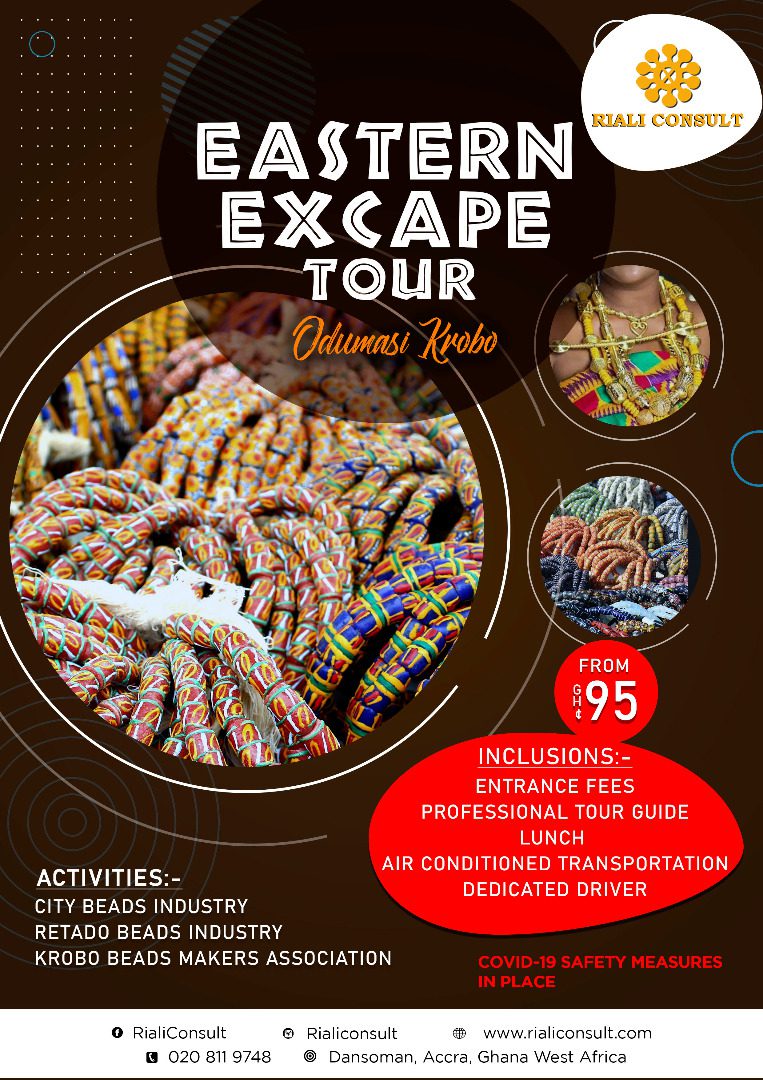 RIALI CONSULT
EASTERN
EXCAPE
TOUR
Odumasi Krobo
FROM
GH¢ 95
INCLUSIONS:-
ENTRANCE FEES
PROFESSIONAL TOUR GUIDE
LUNCH
AIR CONDITIONED TRANSPORTATION
DEDICATED DRIVER
ACTIVITIES:-
CITY BEADS INDUSTRY
RETADO BEADS INDUSTRY
KROBO BEADS MAKERS ASSOCIATION
COVID-19 SAFETY MEASURES
IN PLACE
RialiConsult Rialiconsult www.rialiconsult.com
020 811 9748 Dansoman, Accra, Ghana West Africa